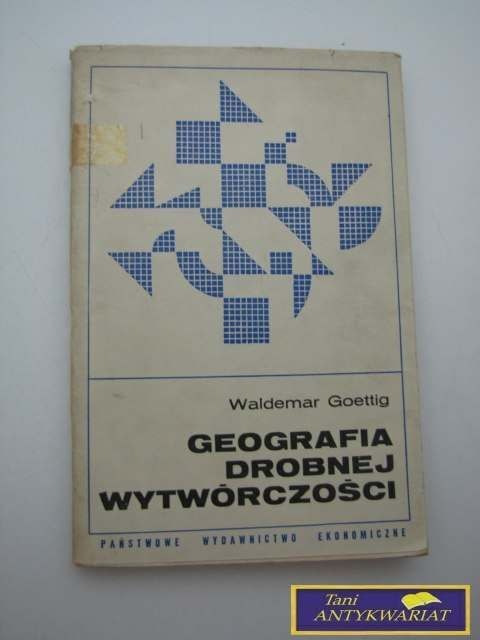 Waldemar Goettig
GEOGRAFIA
DROBNEJ
WYTWÓRCZOŚCI
PAŃSTWOWE WYDAWNICTWO EKONOMICZNE
Tani
ANTYKWARIAT